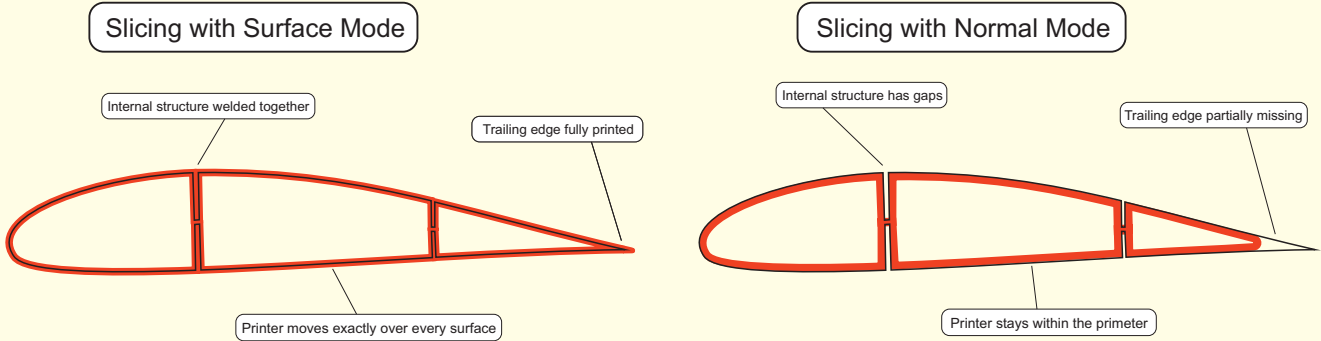 Slicing with Surface Mode
Slicing with Normal Mode
Internal structure welded together
Trailing edge fully printed
Internal structure has gaps
Trailing edge partially missing
Printer moves exactly over every surface
Printer stays within the primeter